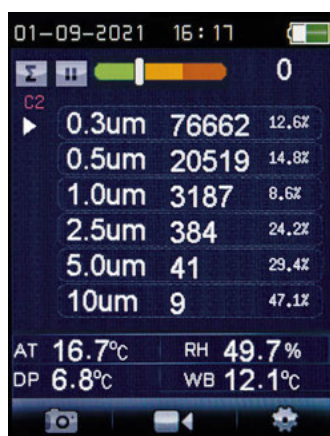 01-09-2021 16:17
Σ 0
C2
0.3um 76662 12.6%
0.5um 20519 14.8%
1.0um 3187 8.6%
2.5um 384 24.2%
5.0um 41 29.4%
10um 9 47.1%
AT 16.7°C RH 49.7%
DP 6.8°C WB 12.1°C